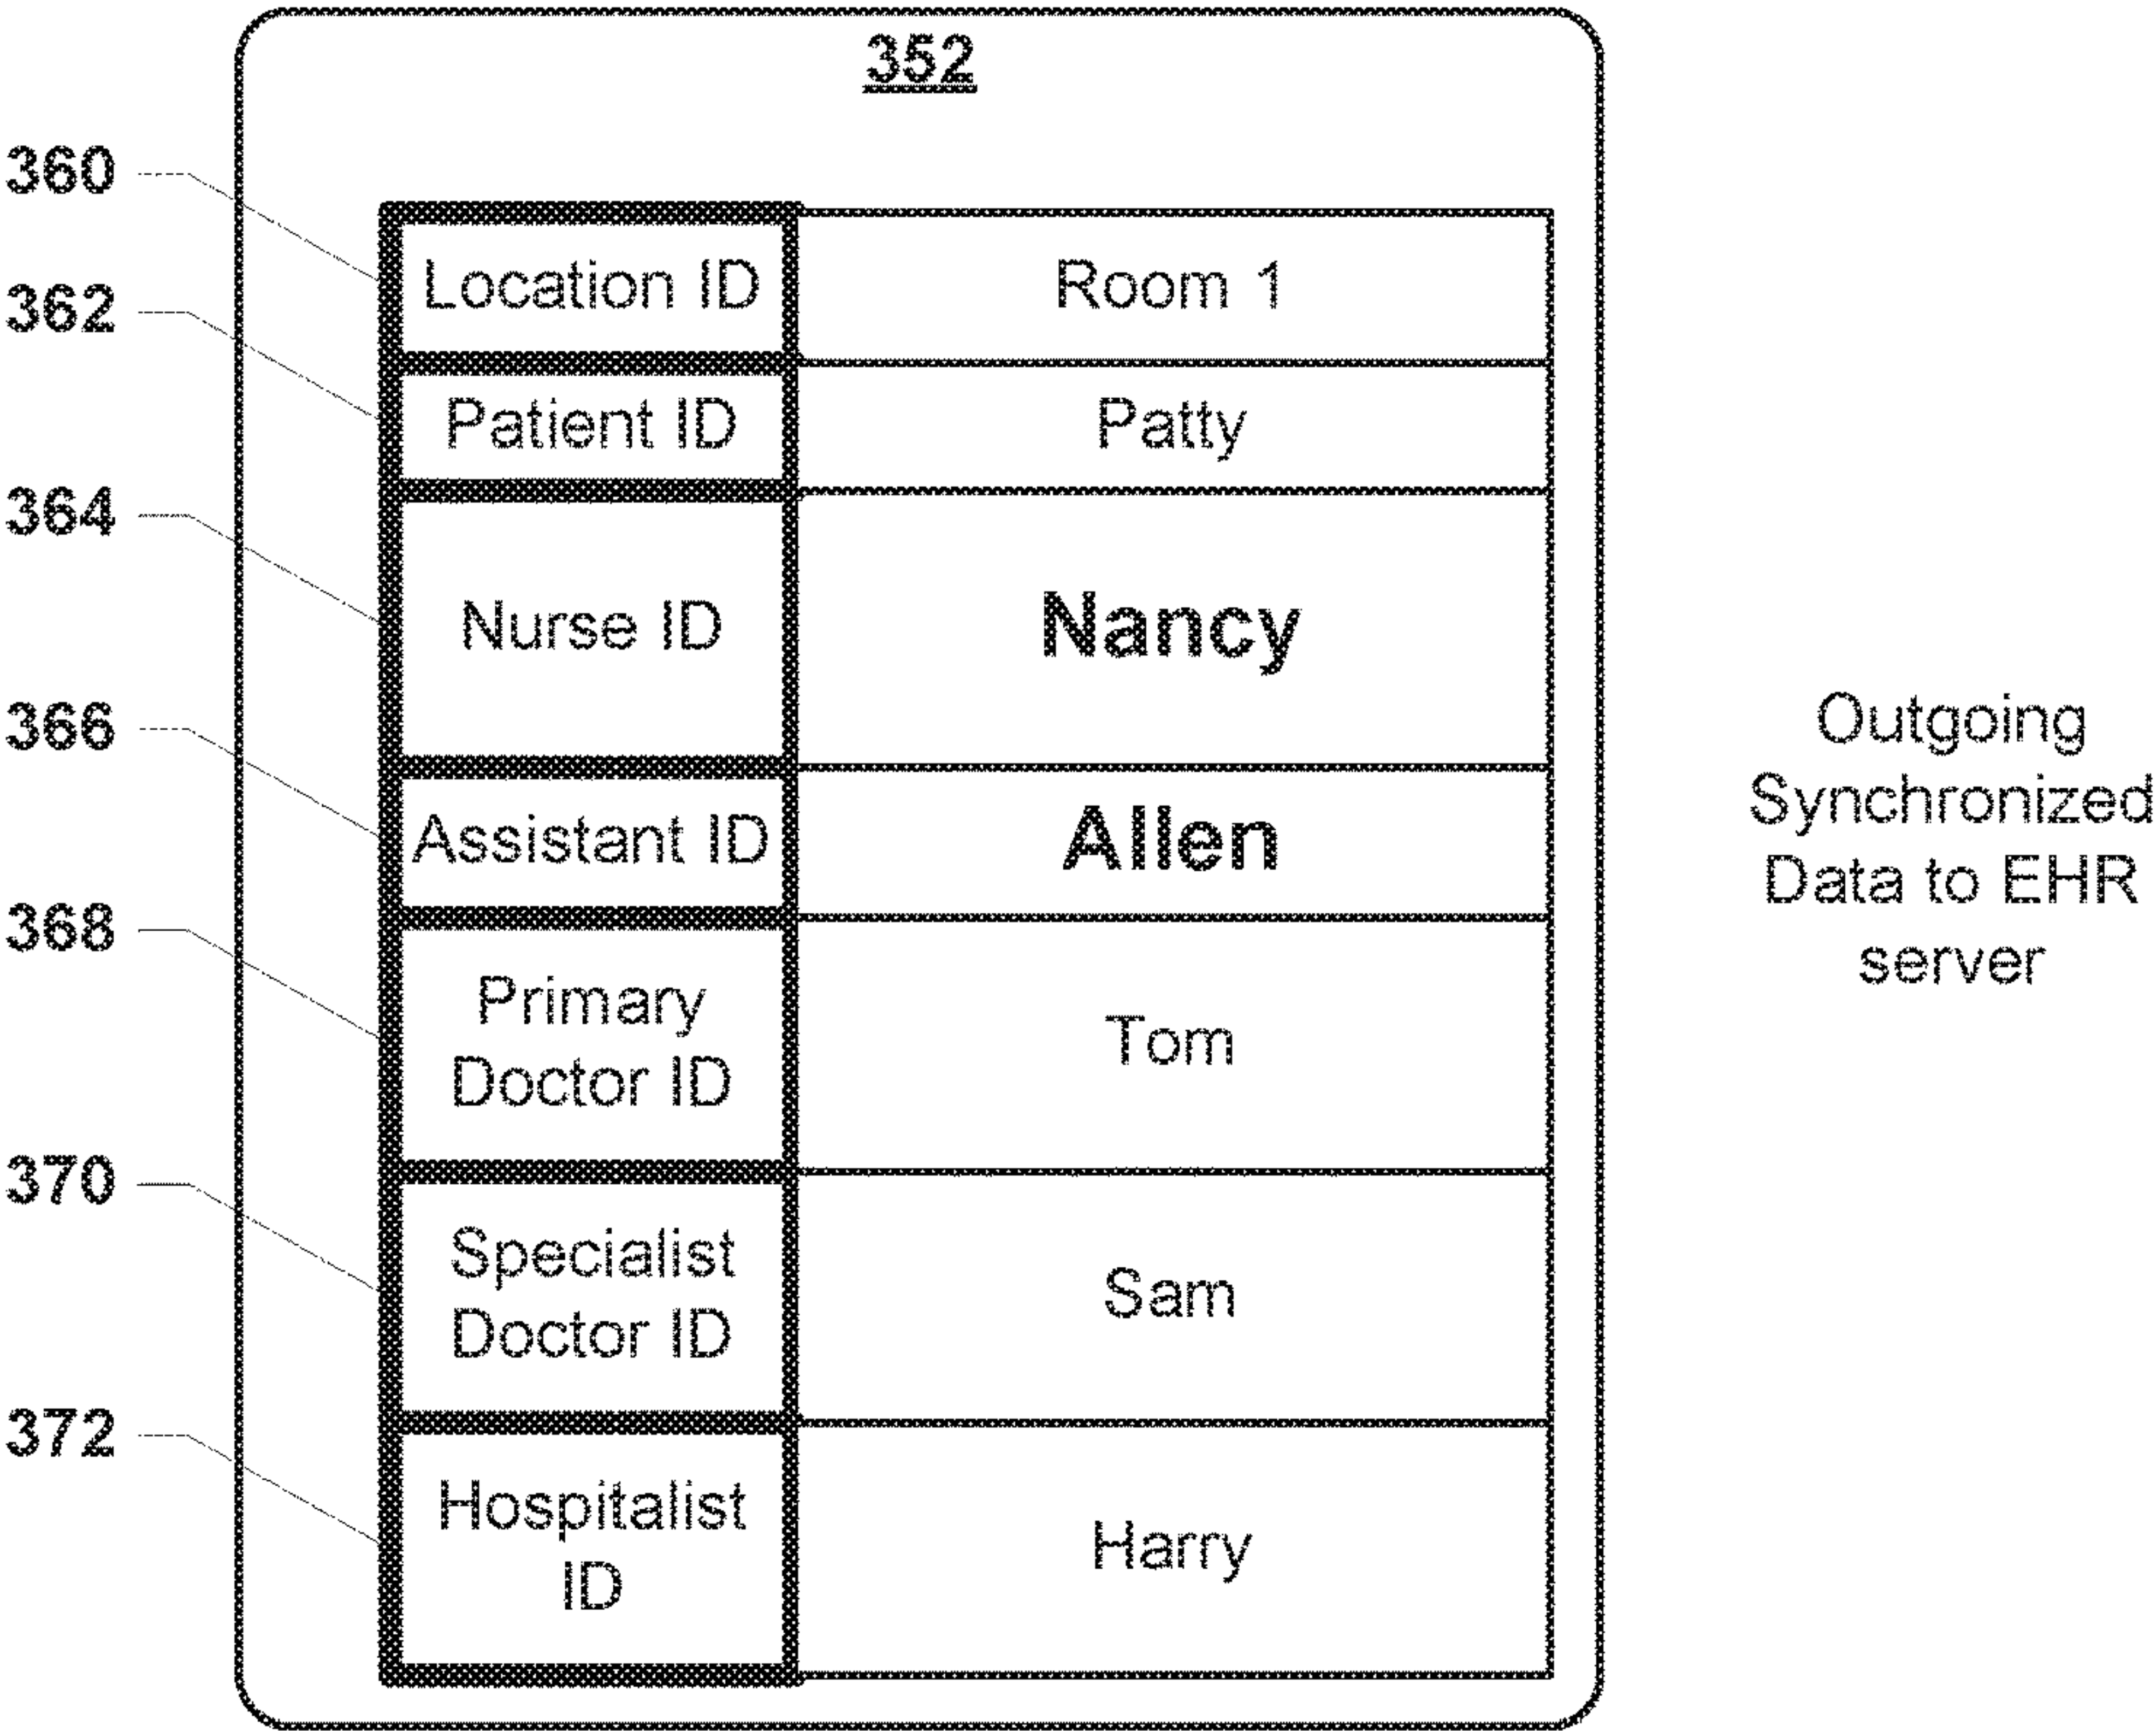 352
360
Location ID
Room 1
362
Patient ID
Patty
364
Nurse ID
Nancy
366
Assistant ID
Allen
368
Primary
Doctor ID
Tom
370
Specialist
Doctor ID
Sam
372
Hospitalist
ID
Harry
Outgoing
Synchronized
Data to EHR
server